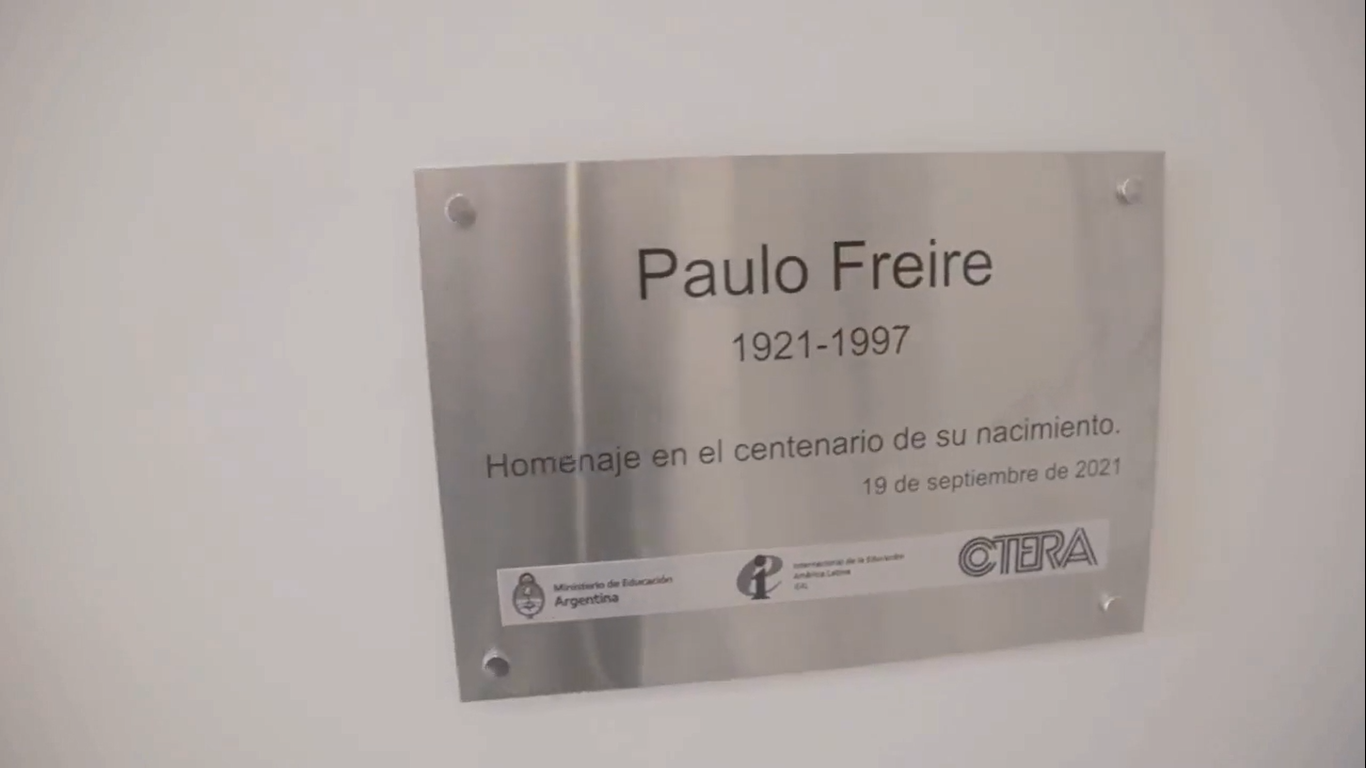 Paulo Freire
1921-1997
Homenaje en el centenario de su nacimiento.
19 de septiembre de 2021
Ministerio de Educación
Argentina
Internacional de la Educación
América Latina
IEAL
CTERA